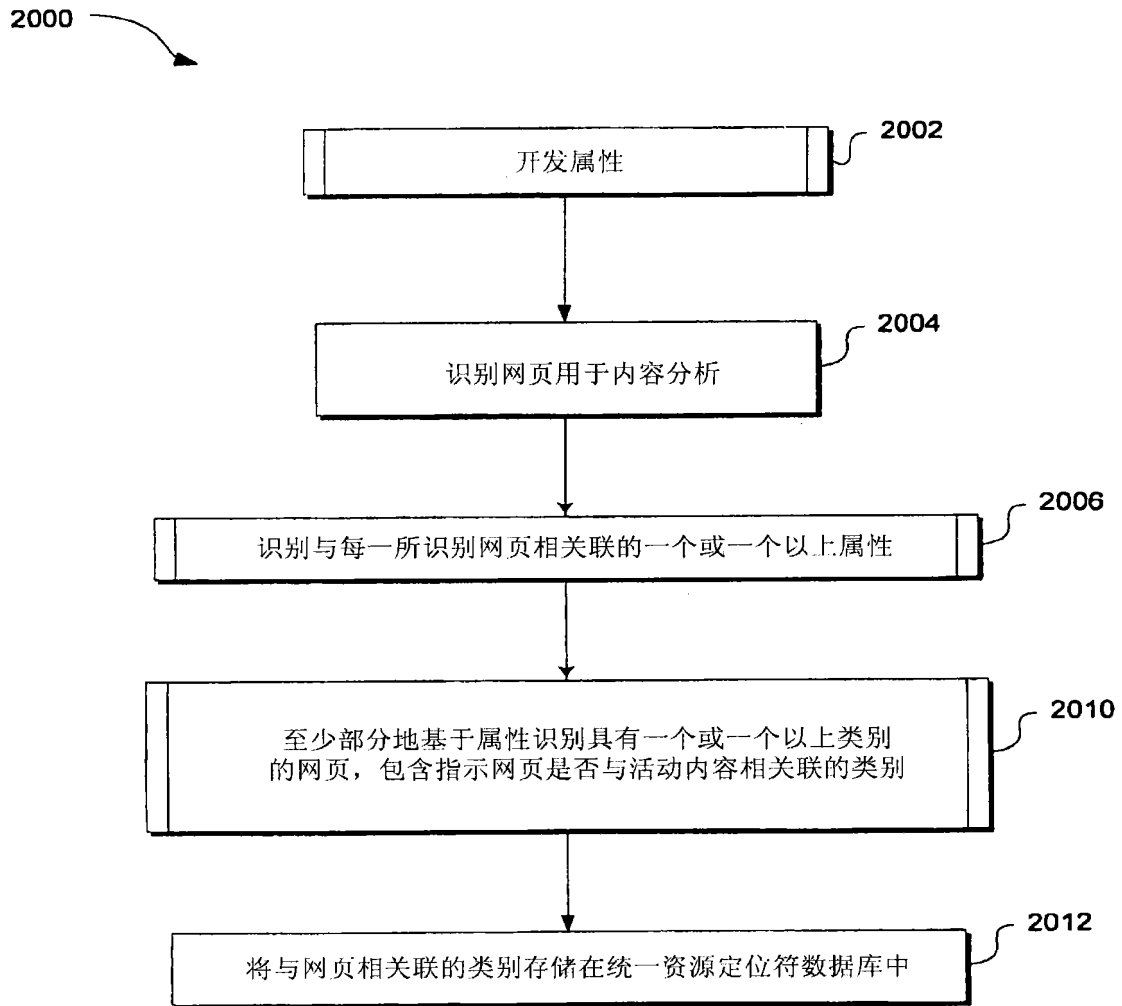 2000
2002
开发属性
2004
识别网页用于内容分析
2006
识别与每一所识别网页相关联的一个或一个以上属性
2010
至少部分地基于属性识别具有一个或一个以上类别
的网页，包含指示网页是否与活动内容相关联的类别
2012
将与网页相关联的类别存储在统一资源定位符数据库中